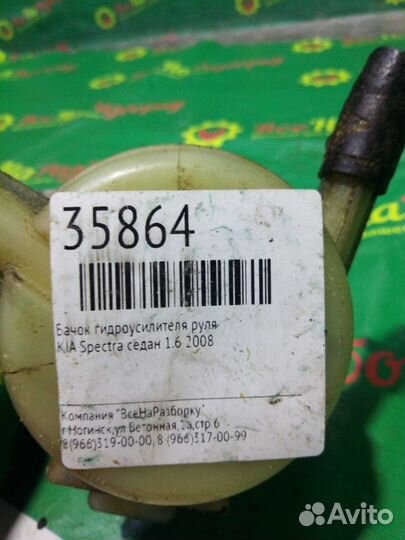 35864
Бачок гидроусилителя руля
KIA Spectra седан 1.6 2008
Компания "ВсеНаРазборку"
г Ногинск,ул Бетонная,1а,стр.6
8(966)319-00-00, 8 (966)317-00-99
Avito